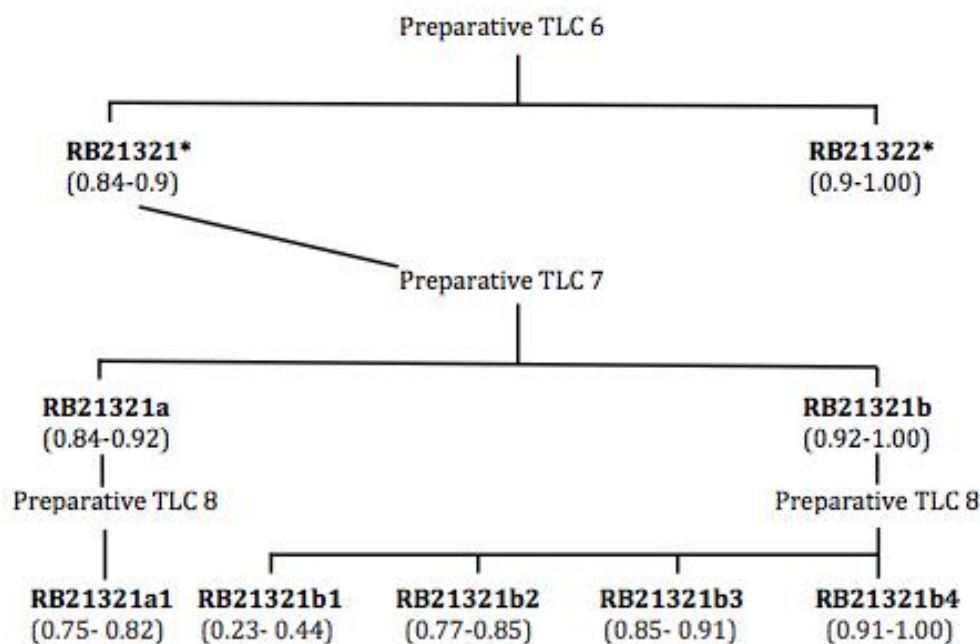 Preparative TLC 6
RB21321* RB21322*
(0.84-0.9) (0.9-1.00)
Preparative TLC 7
RB21321a RB21321b
(0.84-0.92) (0.92-1.00)
Preparative TLC 8 Preparative TLC 8
RB21321a1 RB21321b1 RB21321b2 RB21321b3 RB21321b4
(0.75- 0.82) (0.23- 0.44) (0.77-0.85) (0.85- 0.91) (0.91-1.00)